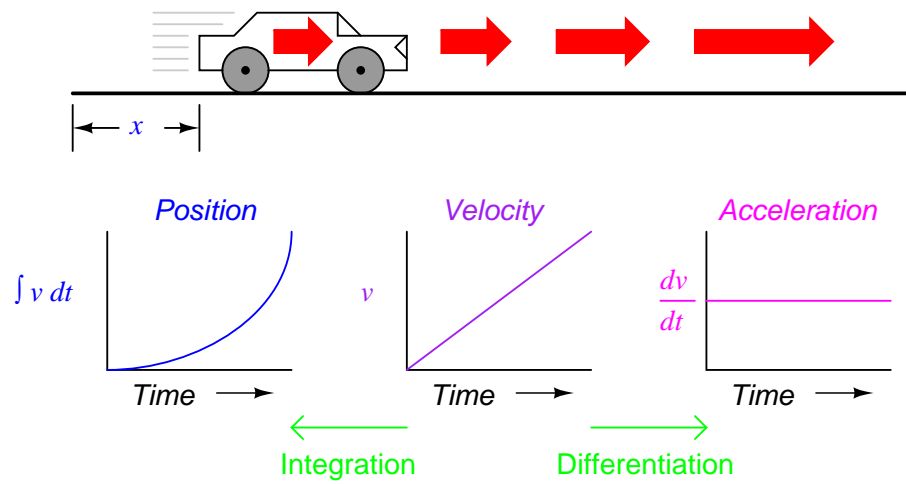 x
Position Velocity Acceleration
∫ v dt v dv
dt
Time Time Time
Integration Differentiation